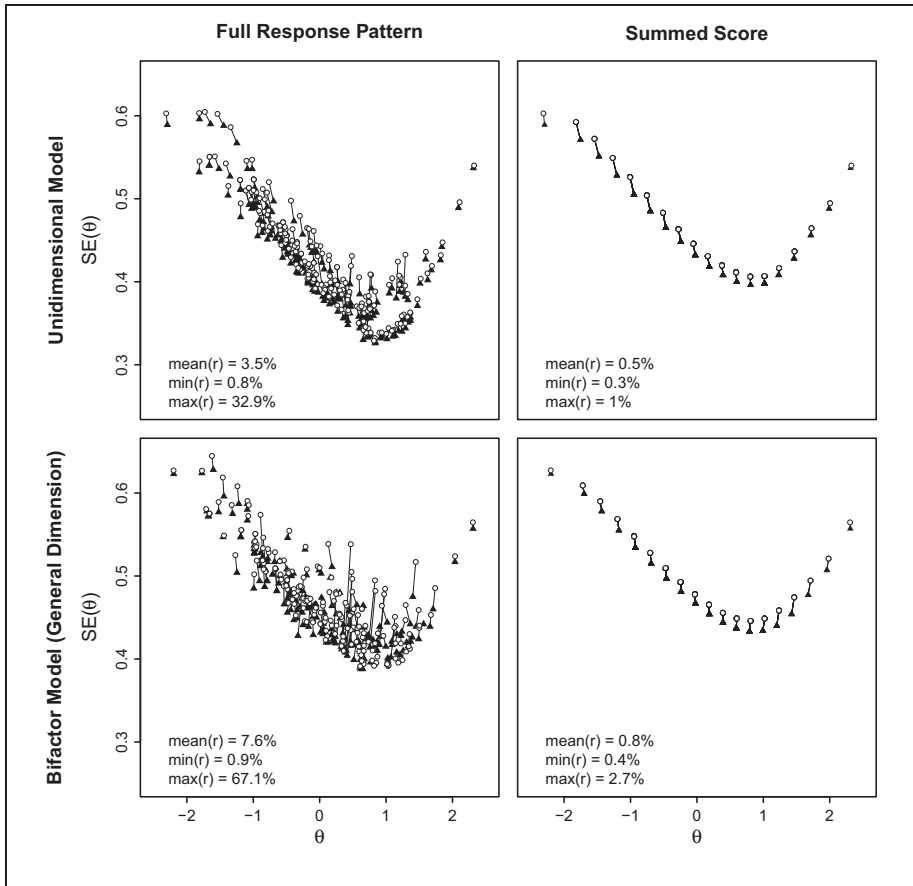 Full Response Pattern
Summed Score
Unidimensional Model
SE(θ)
0.6
0.5
0.4
0.3
mean(r) = 3.5%
min(r) = 0.8%
max(r) = 32.9%
mean(r) = 0.5%
min(r) = 0.3%
max(r) = 1%
Bifactor Model (General Dimension)
SE(θ)
0.6
0.5
0.4
0.3
mean(r) = 7.6%
min(r) = 0.9%
max(r) = 67.1%
mean(r) = 0.8%
min(r) = 0.4%
max(r) = 2.7%
−2 −1 0 1 2
θ
−2 −1 0 1 2
θ